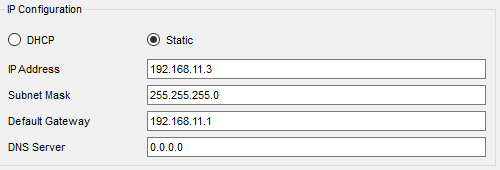 IP Configuration
DHCP Static
IP Address 192.168.11.3
Subnet Mask 255.255.255.0
Default Gateway 192.168.11.1
DNS Server 0.0.0.0